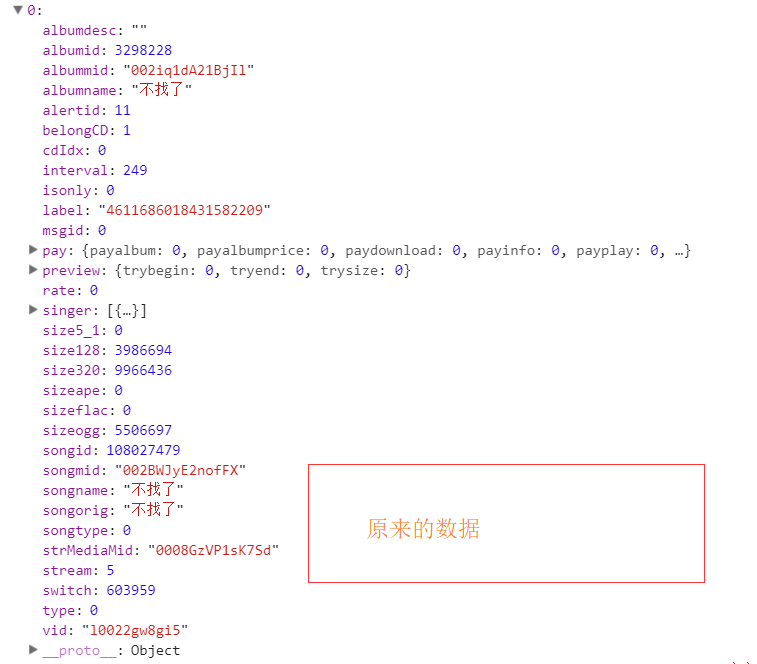 ▼0:
albumdesc: ""
albumid: 3298228
albummid: "002iq1dA21BjIl"
albumname: "不找了"
alertid: 11
belongCD: 1
cdIdx: 0
interval: 249
isonly: 0
label: "4611686018431582209"
msgid: 0
▶pay: {payalbum: 0, payalbumprice: 0, paydownload: 0, payinfo: 0, payplay: 0, …}
▶preview: {trybegin: 0, tryend: 0, trysize: 0}
rate: 0
▶singer: [{…}]
size5_1: 0
size128: 3986694
size320: 9966436
sizeape: 0
sizeflac: 0
sizeogg: 5506697
songid: 108027479
songmid: "002BWJyE2nofFX"
songname: "不找了"
songorig: "不找了"
songtype: 0
原来的数据
strMediaMid: "0008GzVP1sK7Sd"
stream: 5
switch: 603959
type: 0
vid: "l0022gw8gi5"
▶__proto__: Object